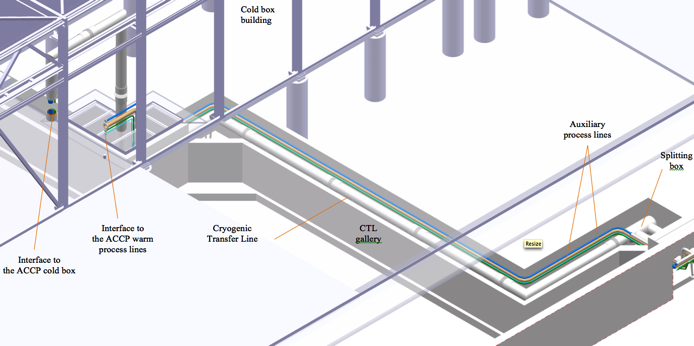 Cold box
building
Auxiliary
process lines
Splitting
box
Cryogenic
Transfer Line
CTL
gallery
Resize
Interface to
the ACCP warm
process lines
Interface to
the ACCP cold box